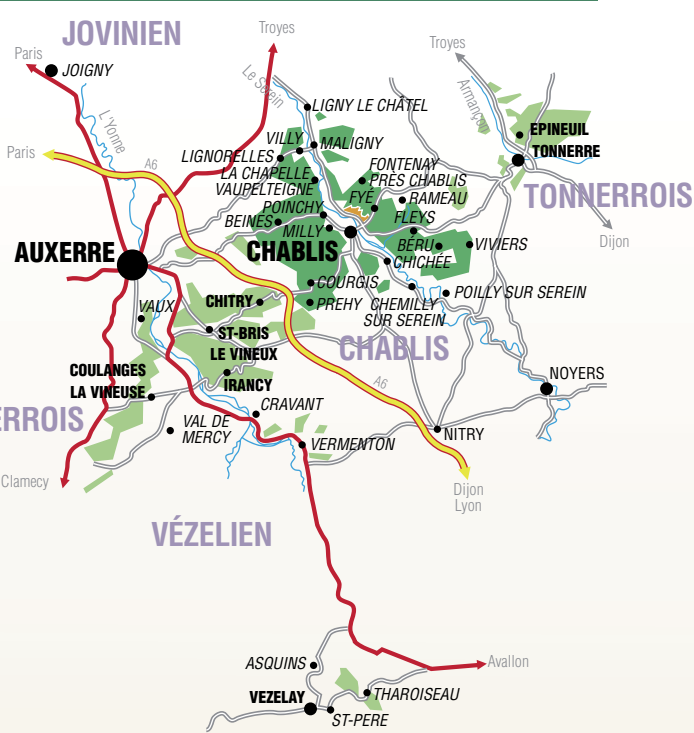 JOVINIEN
Troyes
Troyes
Paris
JOIGNY
Le Serein
Armançon
L'Yonne
LIGNY LE CHÂTEL
EPINEUIL
TONNERRE
VILLY
MALIGNY
Paris
A6
LIGNORELLES
LA CHAPELLE
VAUPELTEIGNE
FONTENAY
PRÈS CHABLIS
FYÉ
RAMEAU
TONNERROIS
POINCHY
BEINES
MILLY
FLEYS
Dijon
AUXERRE
CHABLIS
BÉRU
VIVIERS
CHICHÉE
COURGIS
POILLY SUR SEREIN
VAUX
CHITRY
PREHY
CHEMILLY
SUR SEREIN
ST-BRIS
LE VINEUX
CHABLIS
COULANGES
LA VINEUSE
IRANCY
A6
NOYERS
CRAVANT
ERROIS
VAL DE
MERCY
VERMENTON
NITRY
Clamecy
Dijon
Lyon
VÉZELIEN
ASQUINS
Avallon
VEZELAY
THAROISEAU
ST-PERE